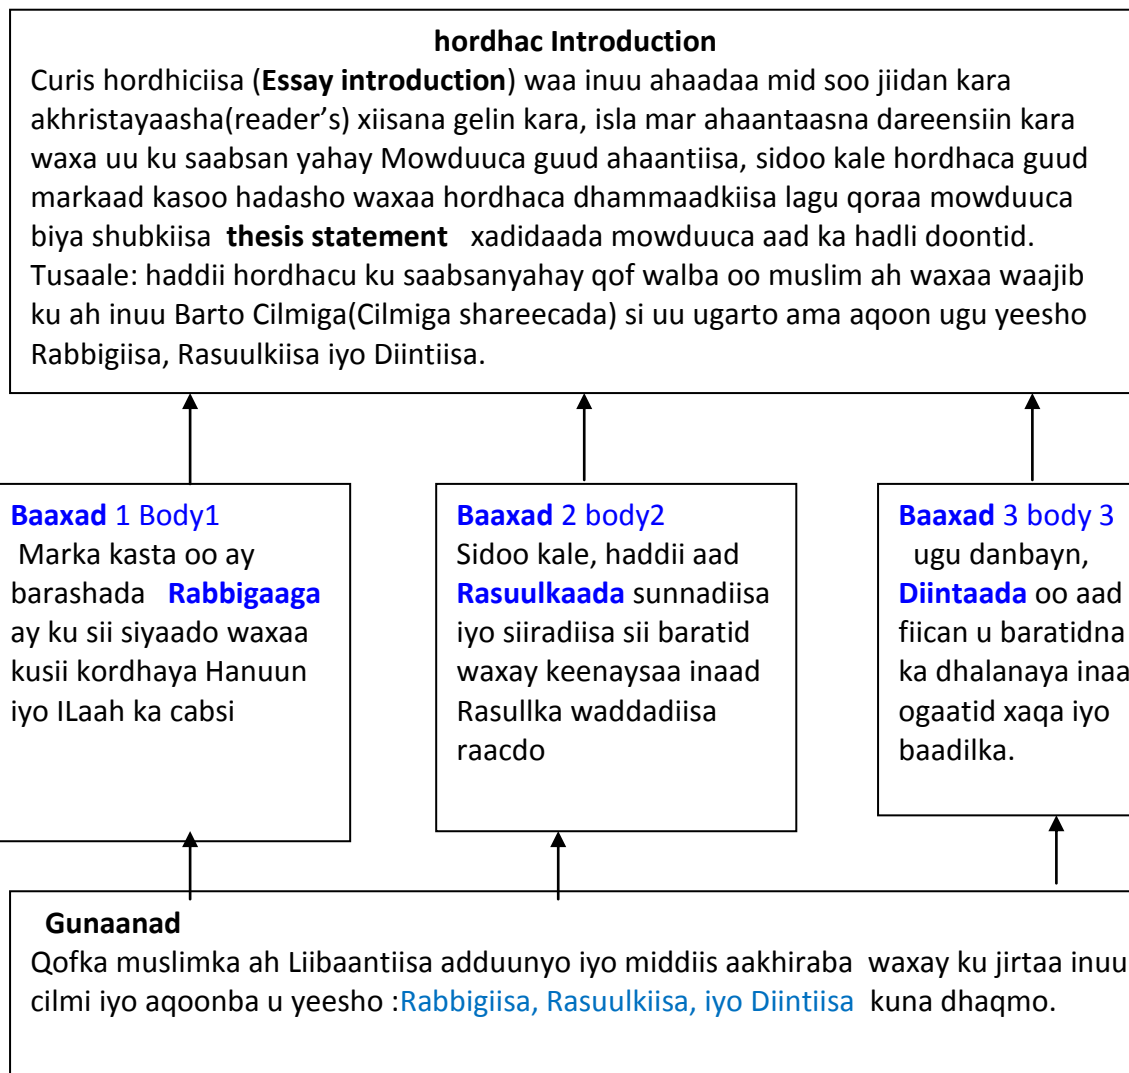 hordhac Introduction
Curis hordhiciisa (Essay introduction) waa inuu ahaadaa mid soo jiidan kara
akhristayaasha(reader’s) xiisana gelin kara, isla mar ahaantaasna dareensiin kara
waxa uu ku saabsan yahay Mowduuca guud ahaantiisa, sidoo kale hordhaca guud
markaad kasoo hadasho waxaa hordhaca dhammaadkiisa lagu qoraa mowduuca
biya shubkiisa thesis statement xadidaada mowduuca aad ka hadli doontid.
Tusaale: haddii hordhacu ku saabsanyahay qof walba oo muslim ah waxaa waajib
ku ah inuu Barto Cilmiga(Cilmiga shareecada) si uu ugarto ama aqoon ugu yeesho
Rabbigiisa, Rasuulkiisa iyo Diintiisa.
Baaxad 1 Body1
Marka kasta oo ay
barashada Rabbigaaga
ay ku sii siyaado waxaa
kusii kordhaya Hanuun
iyo ILaah ka cabsi
Baaxad 2 body2
Sidoo kale, haddii aad
Rasuulkaada sunnadiisa
iyo siiradiisa sii baratid
waxay keenaysaa inaad
Rasullka waddadiisa
raacdo
Baaxad 3 body 3
ugu danbayn,
Diintaada oo aad
fiican u baratidna
ka dhalanaya inaa
ogaatid xaqa iyo
baadilka.
Gunaanad
Qofka muslimka ah Liibaantiisa adduunyo iyo middiis aakhiraba waxay ku jirtaa inuu
cilmi iyo aqoonba u yeesho :Rabbigiisa, Rasuulkiisa, iyo Diintiisa kuna dhaqmo.